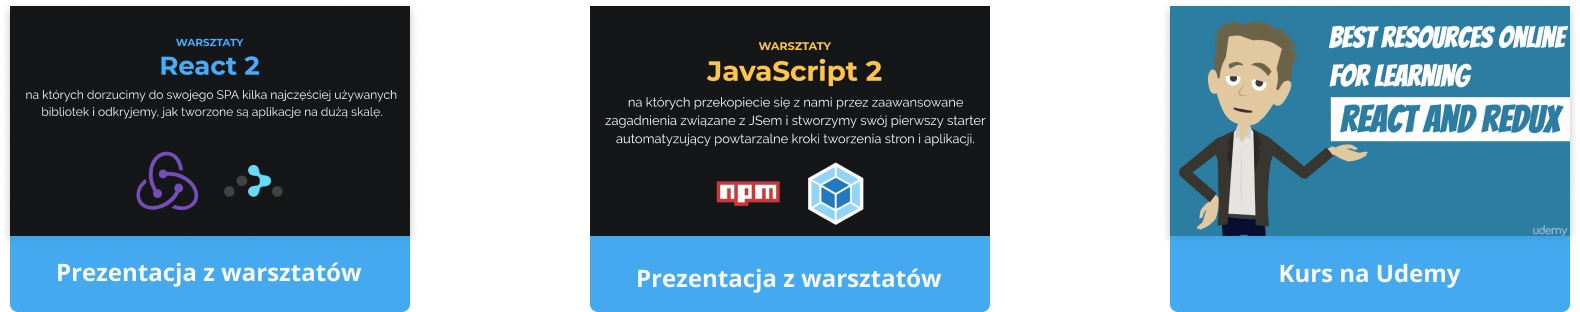 WARSZTATY
React 2
na których dorzucimy do swojego SPA kilka najczęściej używanych
bibliotek i odkryjemy, jak tworzone są aplikacje na dużą skalę.
Prezentacja z warsztatów
WARSZTATY
JavaScript 2
na których przekopiecie się z nami przez zaawansowane
zagadnienia związane z JSem i stworzymy swój pierwszy starter
automatyzujący powtarzalne kroki tworzenia stron i aplikacji.
npm
Prezentacja z warsztatów
BEST RESOURCES ONLINE
FOR LEARNING
REACT AND REDUX
udemy
Kurs na Udemy